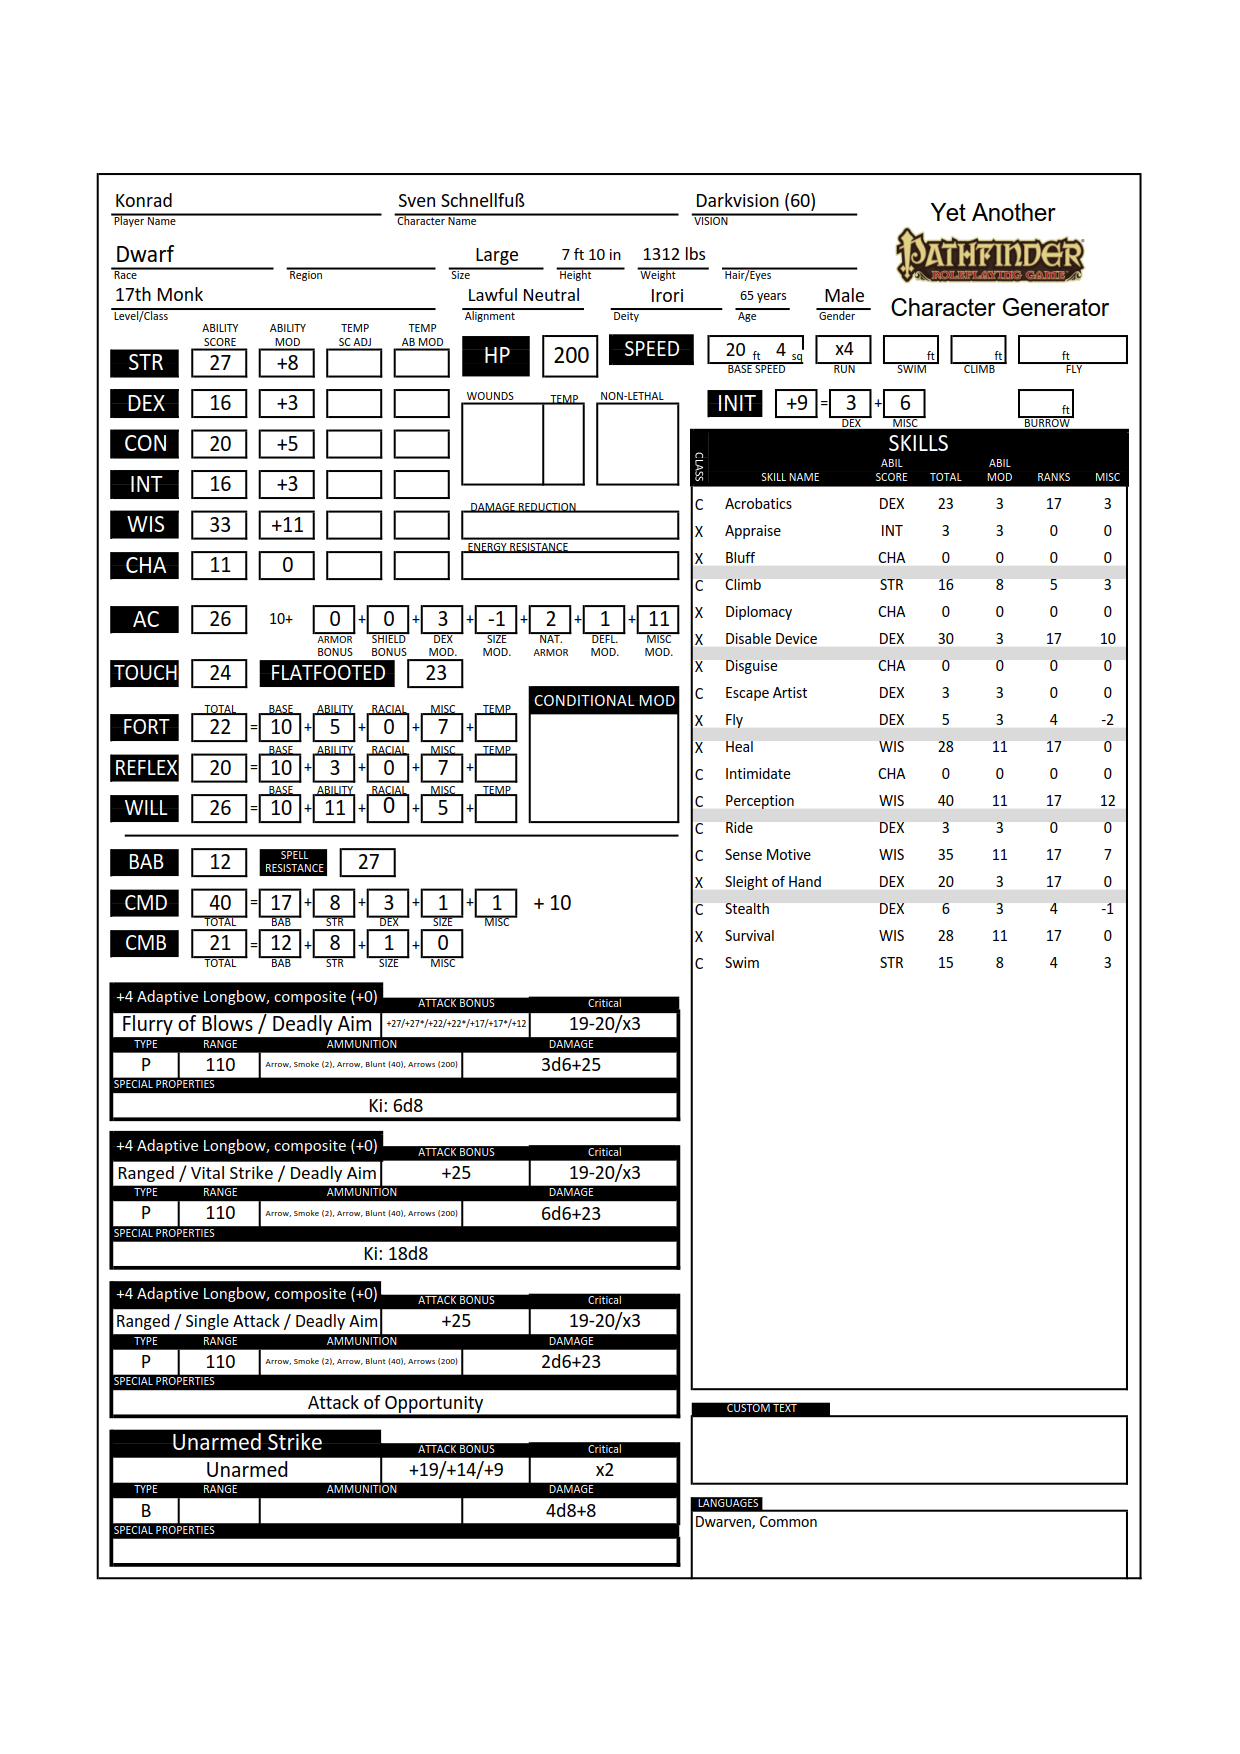 Konrad Sven Schnellfuß Darkvision (60)
Player Name Character Name VISION
Yet Another
PATHFINDER
ROLEPLAYING GAME
Character Generator
Dwarf Large 7 ft 10 in 1312 lbs
Race Region Size Height Weight Hair/Eyes
17th Monk Lawful Neutral Irori 65 years Male
Level/Class Alignment Deity Age Gender
ABILITY SCORE ABILITY MOD TEMP SC ADJ TEMP AB MOD
STR 27 +8
DEX 16 +3
CON 20 +5
INT 16 +3
WIS 33 +11
CHA 11 0
HP 200
SPEED 20 ft 4 sq x4 ft ft ft
BASE SPEED RUN SWIM CLIMB FLY
WOUNDS TEMP NON-LETHAL
INIT +9 = 3 + 6 ft
DEX MISC BURROW
DAMAGE REDUCTION
ENERGY RESISTANCE
AC 26 10+ 0 + 0 + 3 + -1 + 2 + 1 + 11
ARMOR BONUS SHIELD BONUS DEX MOD. SIZE MOD. NAT. ARMOR DEFL. MOD. MISC MOD.
TOUCH 24 FLATFOOTED 23
CONDITIONAL MOD
TOTAL BASE ABILITY RACIAL MISC TEMP
FORT 22 = 10 + 5 + 0 + 7 +
BASE ABILITY RACIAL MISC TEMP
REFLEX 20 = 10 + 3 + 0 + 7 +
BASE ABILITY RACIAL MISC TEMP
WILL 26 = 10 + 11 + 0 + 5 +
BAB 12 SPELL RESISTANCE 27
CMD 40 = 17 + 8 + 3 + 1 + 1 + 10
TOTAL BAB STR DEX SIZE MISC
CMB 21 = 12 + 8 + 1 + 0
TOTAL BAB STR SIZE MISC
+4 Adaptive Longbow, composite (+0) ATTACK BONUS Critical
Flurry of Blows / Deadly Aim +27/+27*/+22/+22*/+17/+17*/+12 19-20/x3
TYPE RANGE AMMUNITION DAMAGE
P 110 Arrow, Smoke (2), Arrow, Blunt (40), Arrows (200) 3d6+25
SPECIAL PROPERTIES
Ki: 6d8
+4 Adaptive Longbow, composite (+0) ATTACK BONUS Critical
Ranged / Vital Strike / Deadly Aim +25 19-20/x3
TYPE RANGE AMMUNITION DAMAGE
P 110 Arrow, Smoke (2), Arrow, Blunt (40), Arrows (200) 6d6+23
SPECIAL PROPERTIES
Ki: 18d8
+4 Adaptive Longbow, composite (+0) ATTACK BONUS Critical
Ranged / Single Attack / Deadly Aim +25 19-20/x3
TYPE RANGE AMMUNITION DAMAGE
P 110 Arrow, Smoke (2), Arrow, Blunt (40), Arrows (200) 2d6+23
SPECIAL PROPERTIES
Attack of Opportunity
Unarmed Strike ATTACK BONUS Critical
Unarmed +19/+14/+9 x2
TYPE RANGE AMMUNITION DAMAGE
B 4d8+8
SPECIAL PROPERTIES
SKILLS
CLASS SKILL NAME ABIL SCORE TOTAL ABIL MOD RANKS MISC
C Acrobatics DEX 23 3 17 3
X Appraise INT 3 3 0 0
X Bluff CHA 0 0 0 0
C Climb STR 16 8 5 3
X Diplomacy CHA 0 0 0 0
X Disable Device DEX 30 3 17 10
X Disguise CHA 0 0 0 0
C Escape Artist DEX 3 3 0 0
X Fly DEX 5 3 4 -2
X Heal WIS 28 11 17 0
C Intimidate CHA 0 0 0 0
C Perception WIS 40 11 17 12
C Ride DEX 3 3 0 0
C Sense Motive WIS 35 11 17 7
X Sleight of Hand DEX 20 3 17 0
C Stealth DEX 6 3 4 -1
X Survival WIS 28 11 17 0
C Swim STR 15 8 4 3
CUSTOM TEXT
LANGUAGES
Dwarven, Common